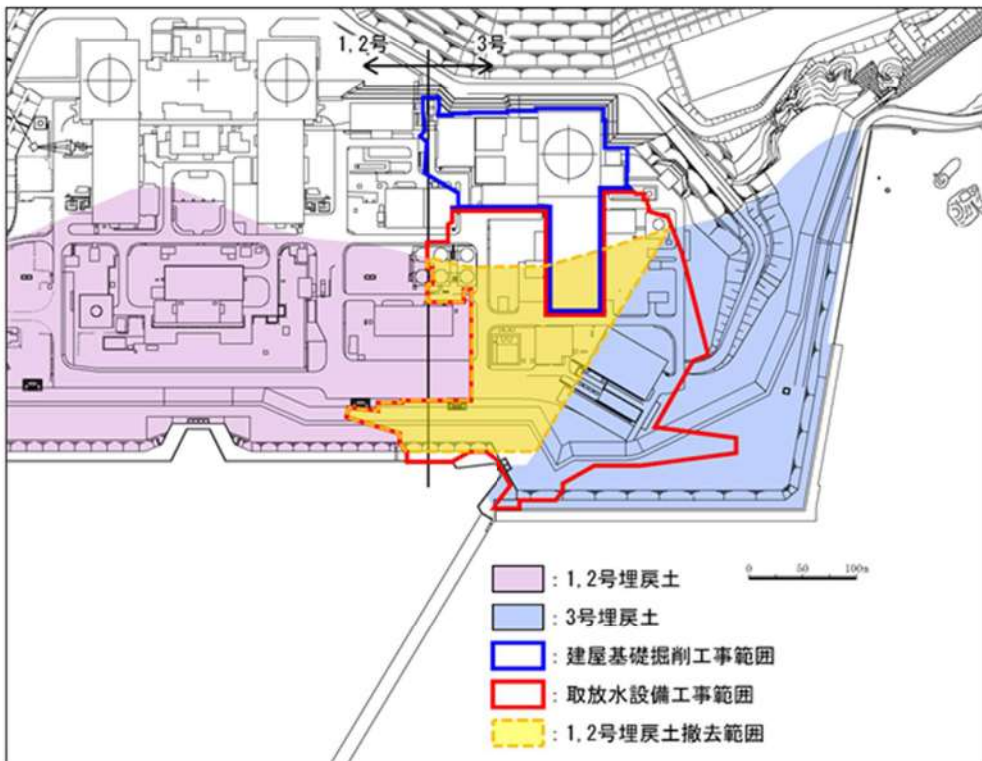 1,2号
3号
0
50
100m
: 1,2号埋戻土
: 3号埋戻土
: 建屋基礎掘削工事範囲
: 取放水設備工事範囲
: 1,2号埋戻土撤去範囲